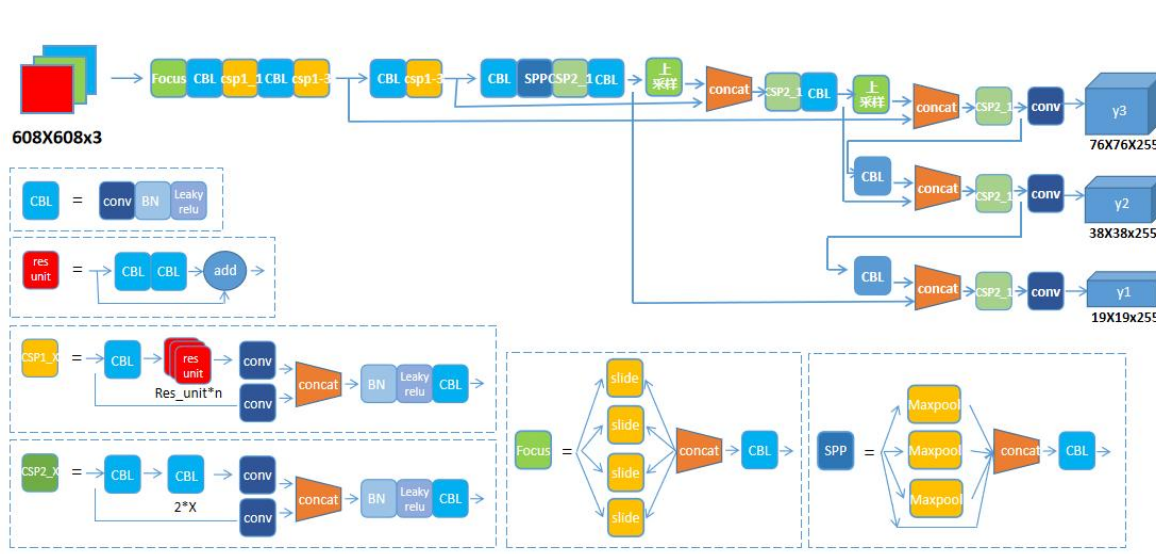 608X608x3
Focus CBL csp1_1 CBL csp1-3
CBL csp1-3
CBL SPP CSP2_1 CBL
上
采样
concat
CSP2_1 CBL
上
采样
concat
CSP2_1
conv
y3
76X76X255
CBL
concat
CSP2_1
conv
y2
38X38x255
CBL
concat
CSP2_1
conv
y1
19X19x255
CBL = conv BN Leaky
relu
res
unit
= CBL CBL add
CSP1_X = CBL res
unit
Res_unit*n
conv
conv
concat
BN Leaky
relu
CBL
CSP2_X = CBL CBL
2*X
conv
conv
concat
BN Leaky
relu
CBL
Focus =
slide
slide
slide
slide
concat
CBL
SPP =
Maxpool
Maxpool
Maxpool
concat
CBL